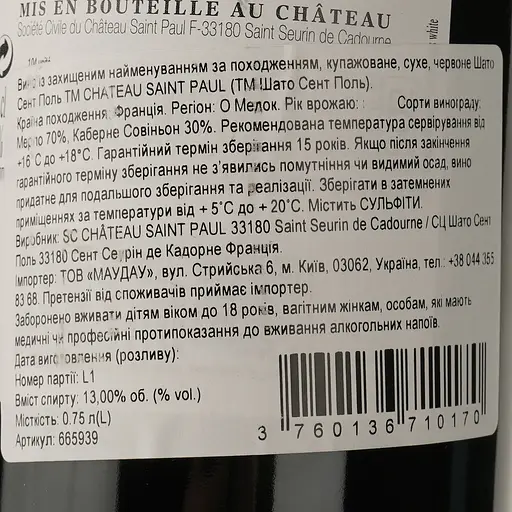 MIS EN BOUTEILLE AU CHÂTEAU
Société Civile du Château Saint Paul F-33180 Saint Seurin de Cadourne
white
Вино із захищеним найменуванням за походженням, купажоване, сухе, червоне Шато
Сент Поль ТМ CHATEAU SAINT PAUL (ТМ Шато Сент Поль).
Країна походження: Франція. Регіон: О Медок. Рік врожаю: Сорти винограду:
Мерло 70%, Каберне Совіньон 30%. Рекомендована температура сервірування від
+16˚С до +18°С. Гарантійний термін зберігання 15 років. Якщо після закінчення
гарантійного терміну зберігання не з’явились помутніння чи видимий осад, вино
придатне для подальшого зберігання та реалізації. Зберігати в затемнених
приміщеннях за температури від + 5˚С до + 20˚С. Містить СУЛЬФІТИ.
Виробник: SC CHÂTEAU SAINT PAUL 33180 Saint Seurin de Cadourne / СЦ Шато Сент
Поль 33180 Сент Сеурін де Кадорне Франція.
Імпортер: ТОВ «МАУДАУ», вул. Стрийська 6, м. Київ, 03062, Україна, тел.: +38 044 365
83 68. Претензії від споживачів приймає імпортер.
Заборонено вживати дітям віком до 18 років, вагітним жінкам, особам, які мають
медичні чи професійні протипоказання до вживання алкогольних напоїв.
Дата виготовлення (розливу):
Номер партії: L1
Вміст спирту: 13,00% об. (% vol.)
Місткість: 0.75 л(L)
Артикул: 665939
3 760136 710170